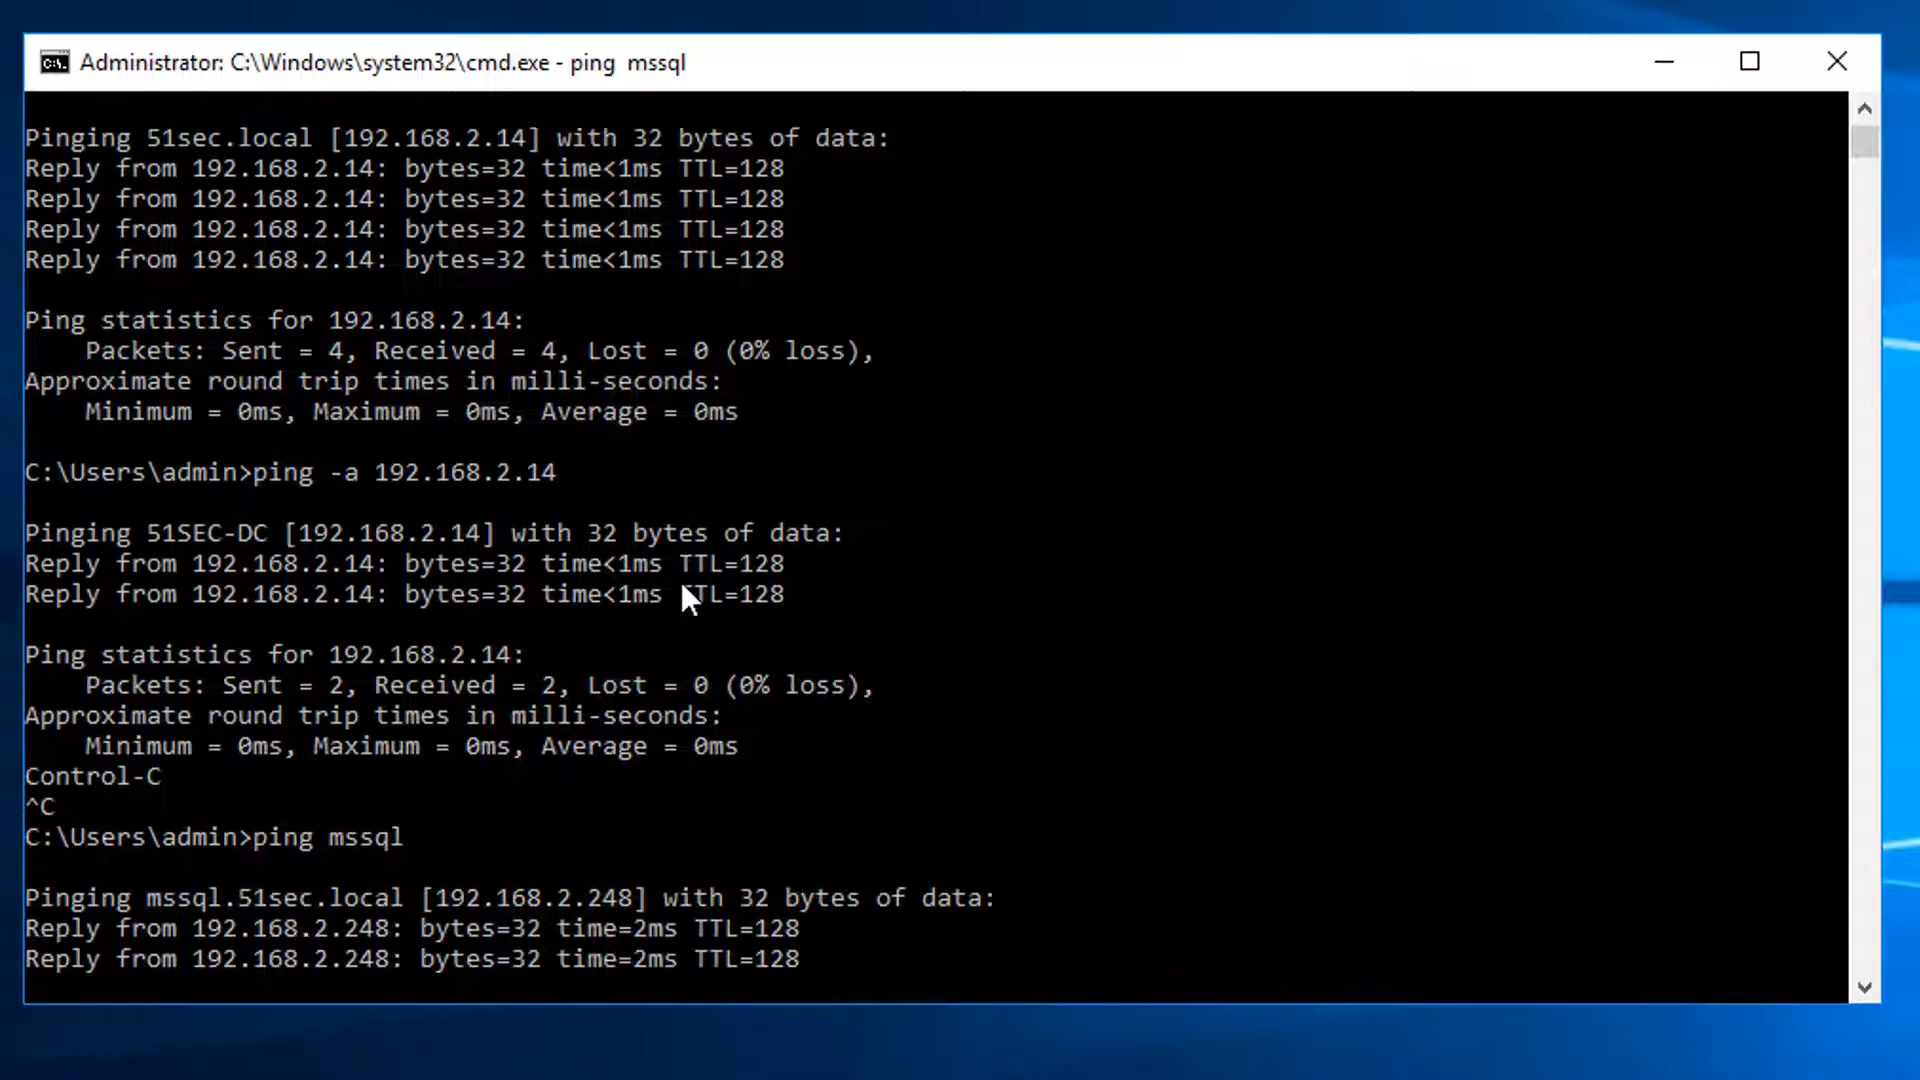 Administrator: C:\Windows\system32\cmd.exe - ping  mssql
Pinging 51sec.local [192.168.2.14] with 32 bytes of data:
Reply from 192.168.2.14: bytes=32 time<1ms TTL=128
Reply from 192.168.2.14: bytes=32 time<1ms TTL=128
Reply from 192.168.2.14: bytes=32 time<1ms TTL=128
Reply from 192.168.2.14: bytes=32 time<1ms TTL=128
Ping statistics for 192.168.2.14:
    Packets: Sent = 4, Received = 4, Lost = 0 (0% loss),
Approximate round trip times in milli-seconds:
    Minimum = 0ms, Maximum = 0ms, Average = 0ms
C:\Users\admin>ping -a 192.168.2.14
Pinging 51SEC-DC [192.168.2.14] with 32 bytes of data:
Reply from 192.168.2.14: bytes=32 time<1ms TTL=128
Reply from 192.168.2.14: bytes=32 time<1ms TTL=128
Ping statistics for 192.168.2.14:
    Packets: Sent = 2, Received = 2, Lost = 0 (0% loss),
Approximate round trip times in milli-seconds:
    Minimum = 0ms, Maximum = 0ms, Average = 0ms
Control-C
^C
C:\Users\admin>ping mssql
Pinging mssql.51sec.local [192.168.2.248] with 32 bytes of data:
Reply from 192.168.2.248: bytes=32 time=2ms TTL=128
Reply from 192.168.2.248: bytes=32 time=2ms TTL=128